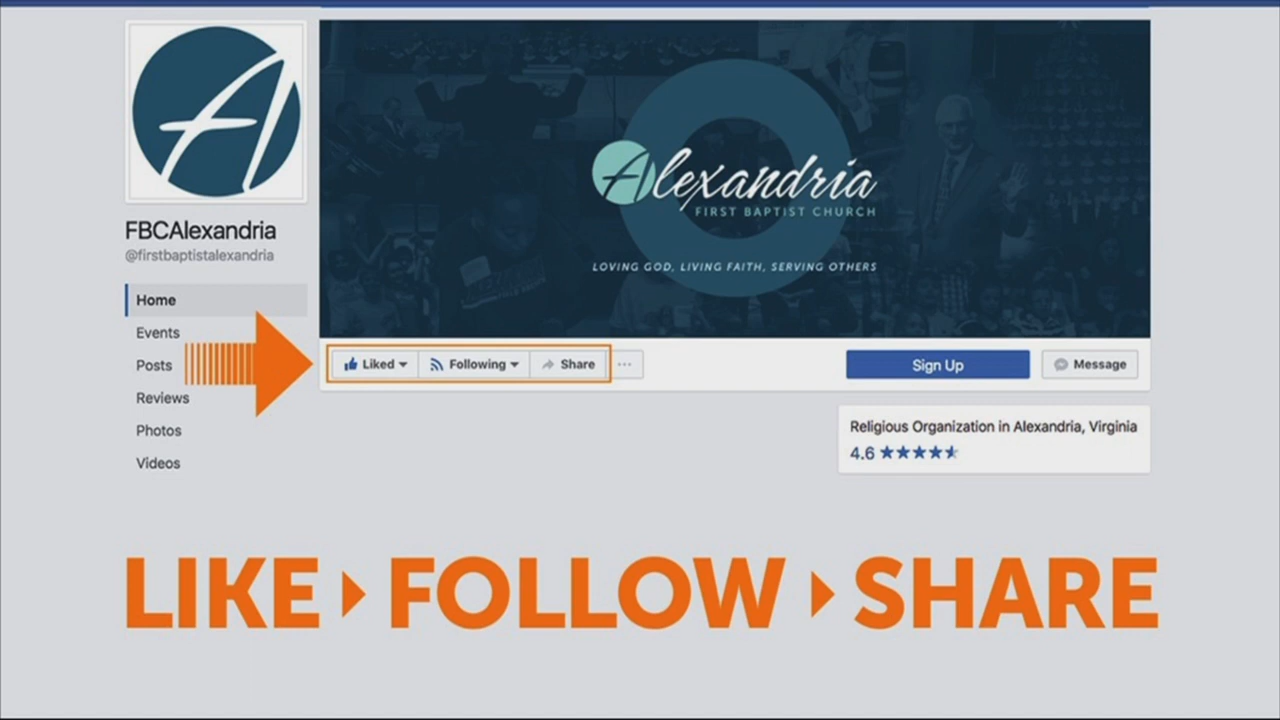 FBCAlexandria
@firstbaptistalexandria
Home
Events
Posts
Reviews
Photos
Videos
Alexandria
FIRST BAPTIST CHURCH
LOVING GOD, LIVING FAITH, SERVING OTHERS
Liked Following Share ... Sign Up Message
Religious Organization in Alexandria, Virginia
4.6
LIKE FOLLOW SHARE